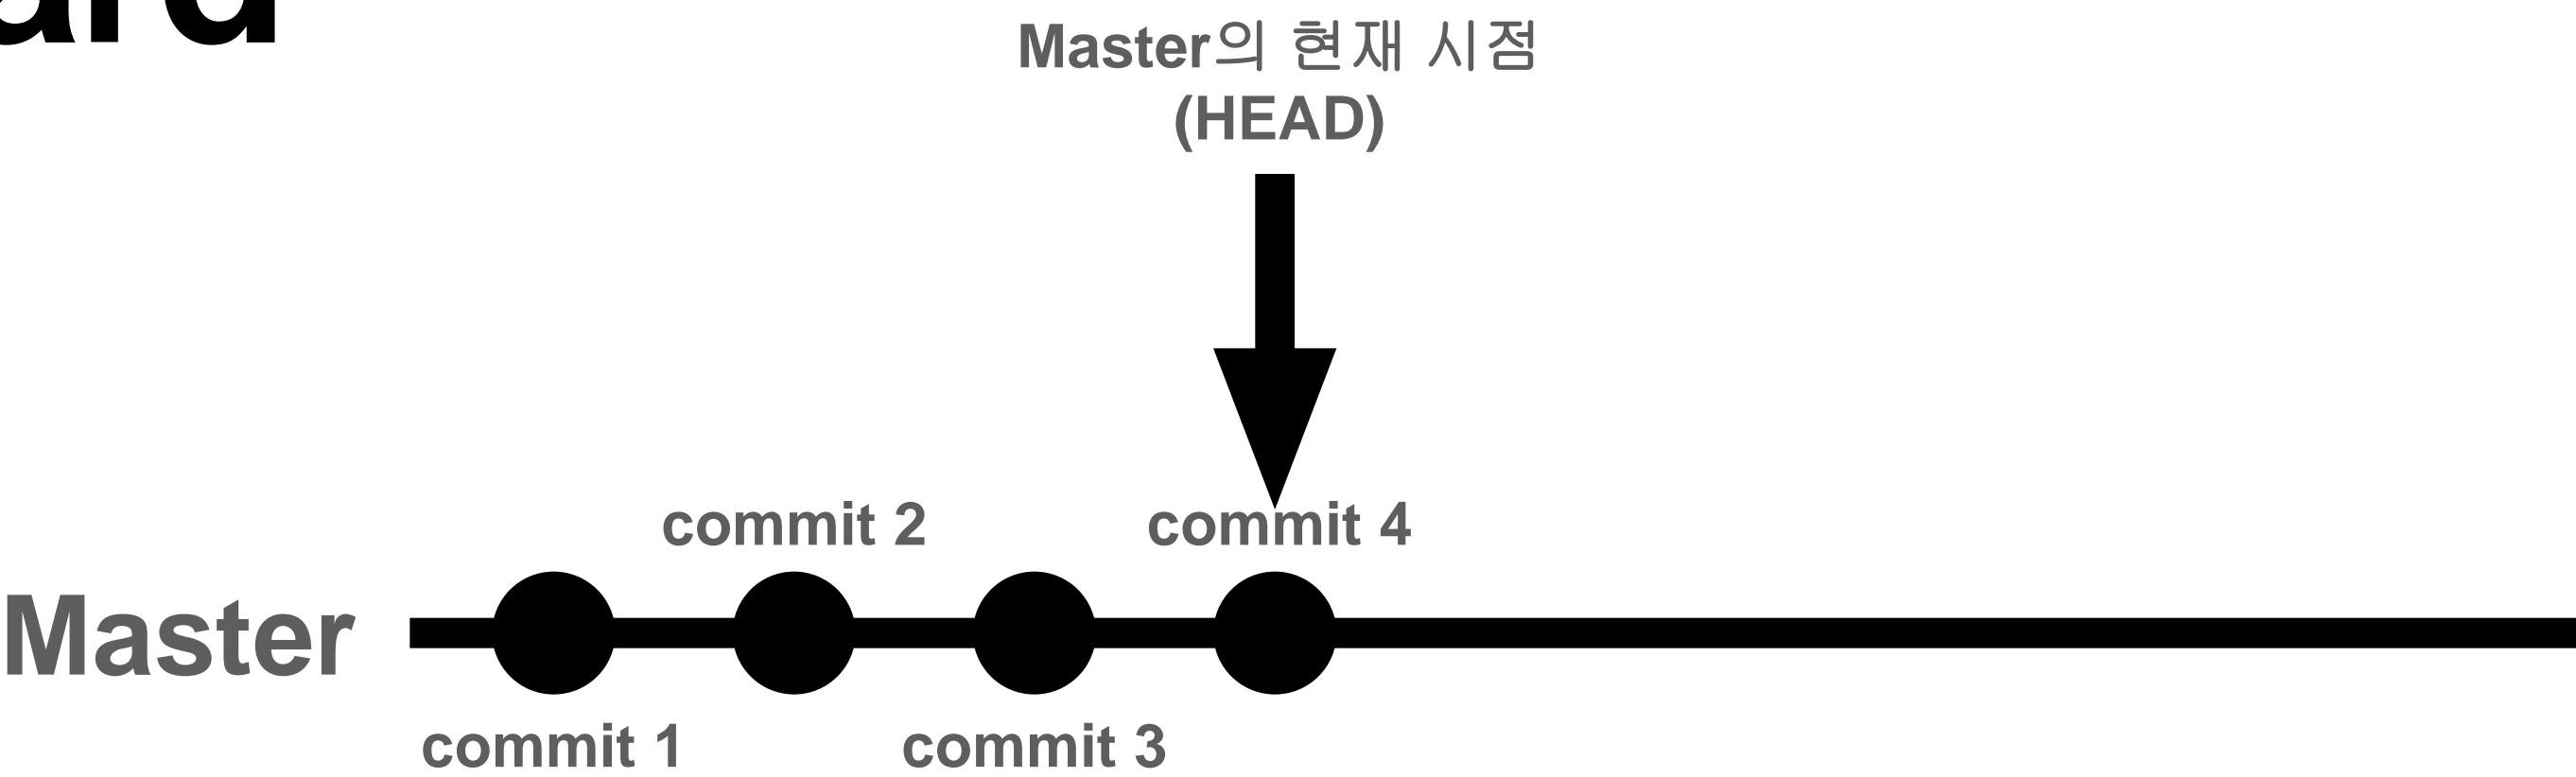 Master의 현재 시점
(HEAD)
commit 2
commit 4
Master
commit 1
commit 3